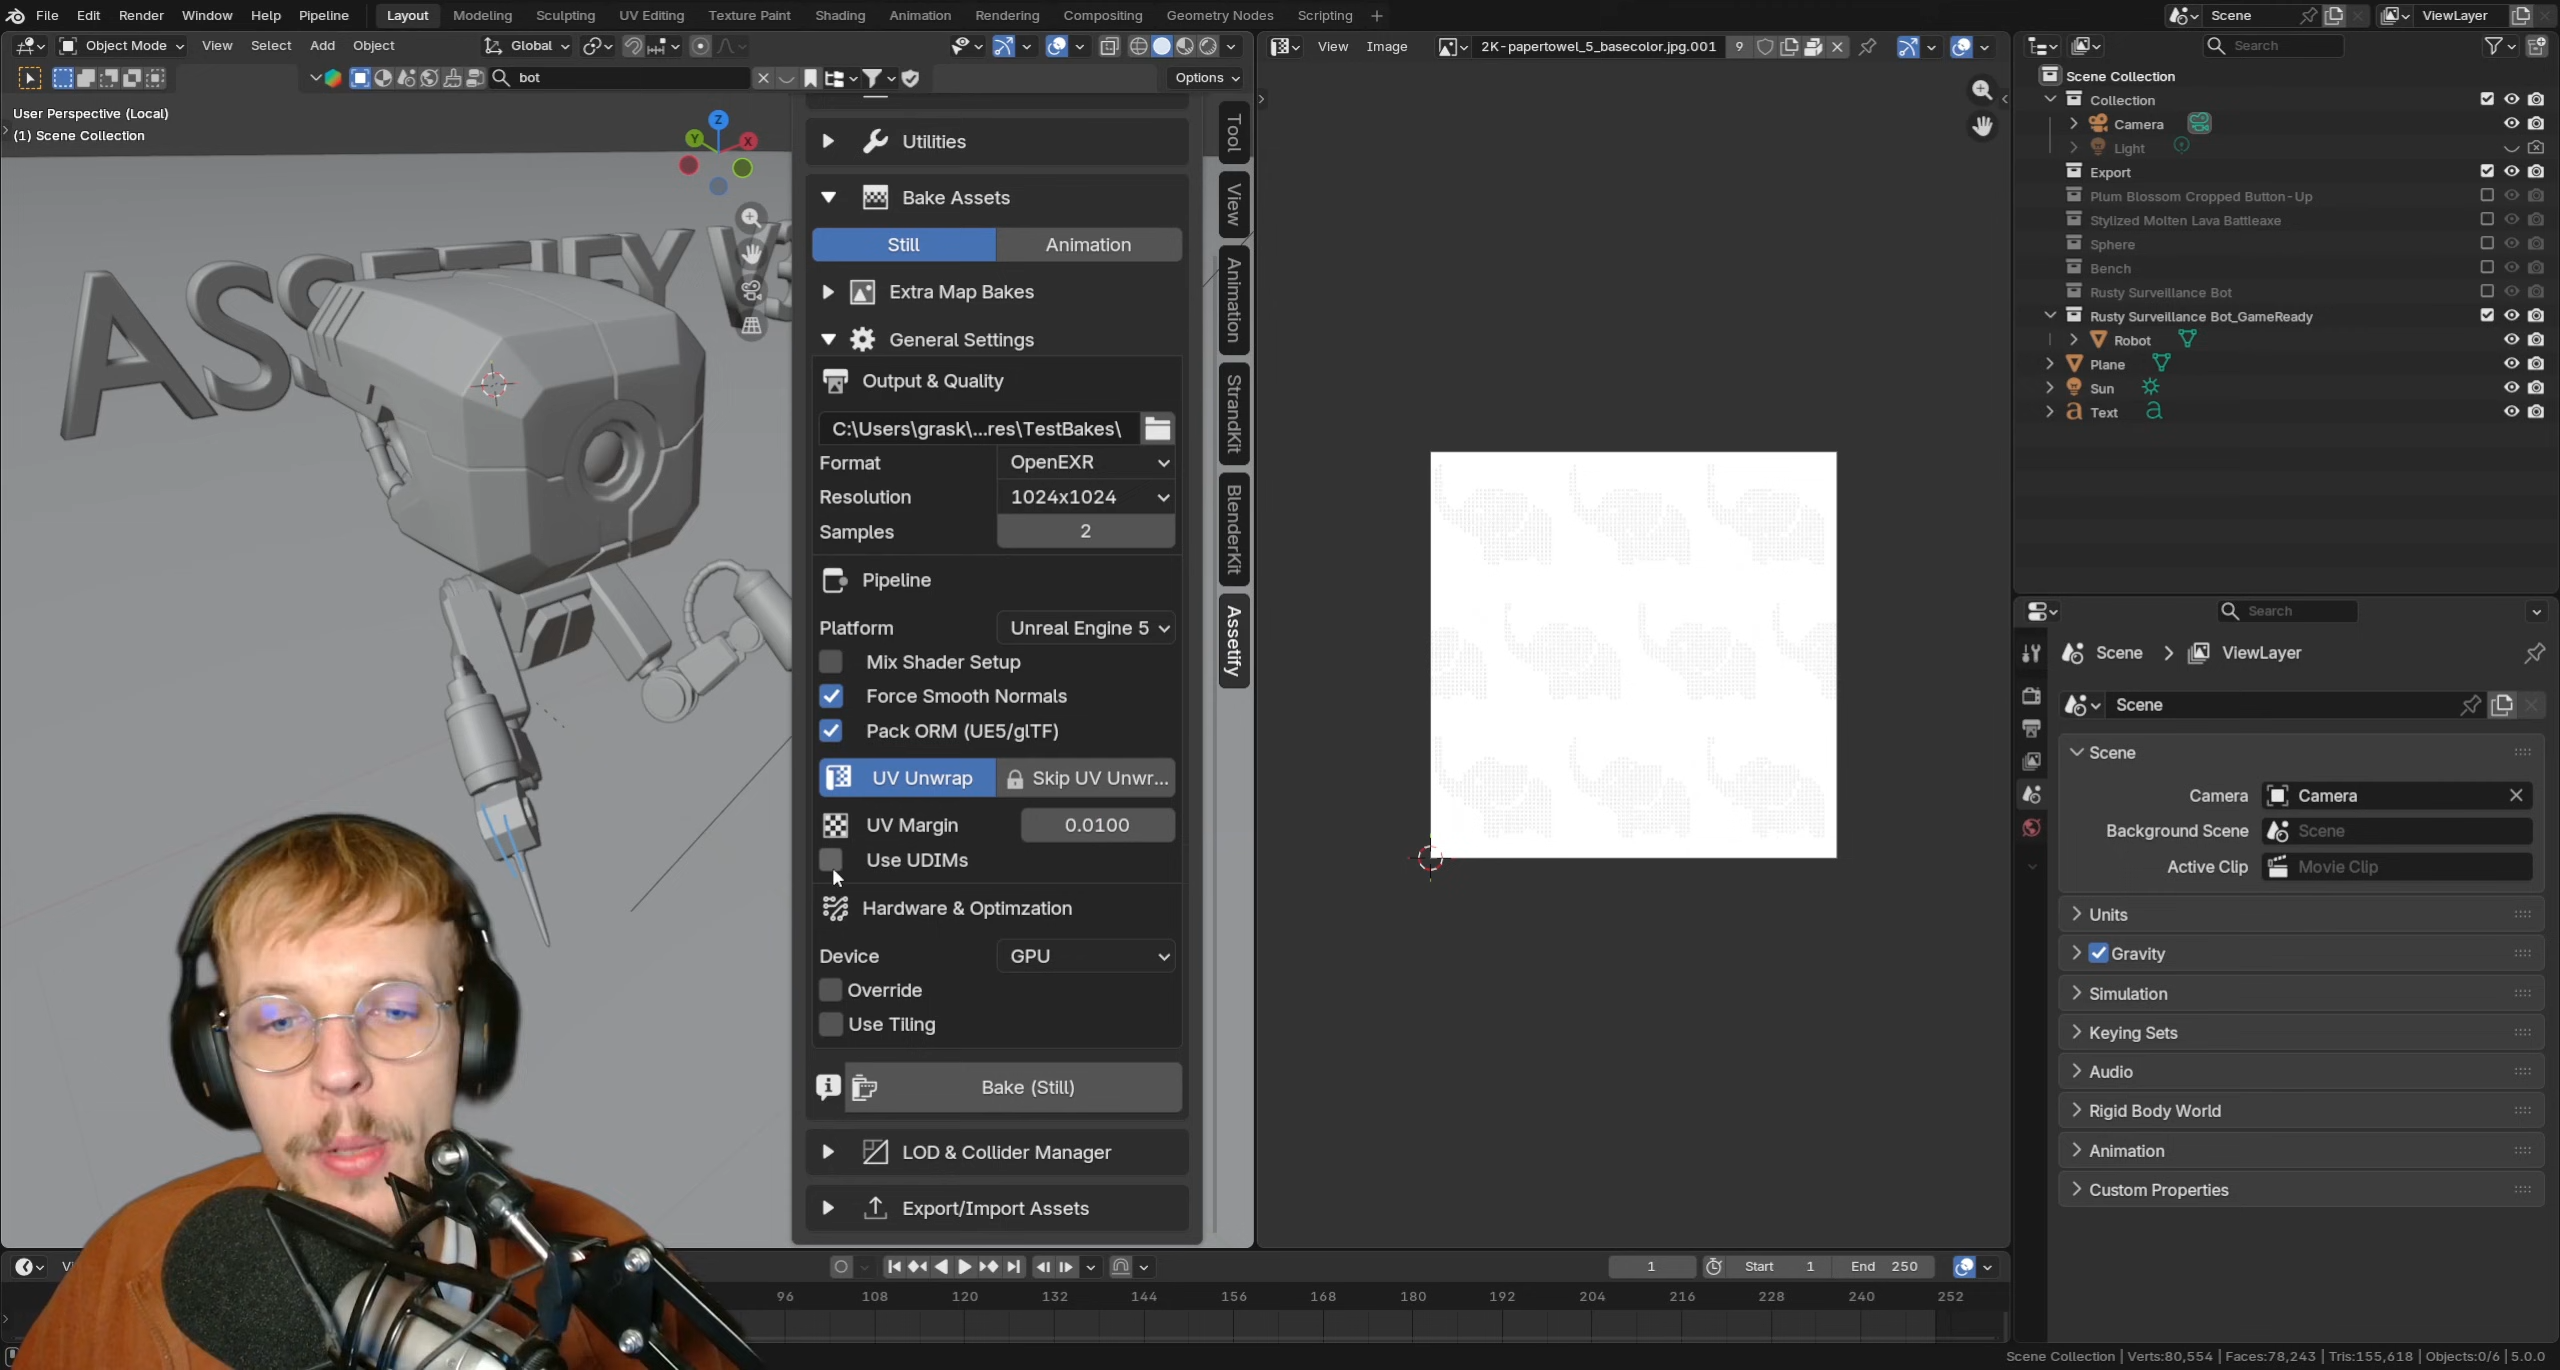 File Edit Render Window Help Pipeline Layout Modeling Sculpting UV Editing Texture Paint Shading Animation Rendering Compositing Geometry Nodes Scripting + Scene ViewLayer
Object Mode View Select Add Object Global
View Image 2K-papertowel_5_basecolor.jpg.001 9
Search
bot Options
User Perspective (Local)
(1) Scene Collection
Z
Y
X
ASSETIFY V3
Utilities
Bake Assets
Still Animation
Extra Map Bakes
General Settings
Output & Quality
C:\Users\grask\...res\TestBakes\
Format OpenEXR
Resolution 1024x1024
Samples 2
Pipeline
Platform Unreal Engine 5
Mix Shader Setup
Force Smooth Normals
Pack ORM (UE5/glTF)
UV Unwrap Skip UV Unwr...
UV Margin 0.0100
Use UDIMs
Hardware & Optimzation
Device GPU
Override
Use Tiling
Bake (Still)
LOD & Collider Manager
Export/Import Assets
Tool
View
Animation
StrandKit
BlenderKit
Assetify
Scene Collection
Collection
Camera
Light
Export
Plum Blossom Cropped Button-Up
Stylized Molten Lava Battleaxe
Sphere
Bench
Rusty Surveillance Bot
Rusty Surveillance Bot_GameReady
Robot
Plane
Sun
Text
Search
Scene > ViewLayer
Scene
Scene
Camera Camera
Background Scene Scene
Active Clip Movie Clip
Units
Gravity
Simulation
Keying Sets
Audio
Rigid Body World
Animation
Custom Properties
1 Start 1 End 250
96 108 120 132 144 156 168 180 192 204 216 228 240 252
Scene Collection | Verts:80,554 | Faces:78,243 | Tris:155,618 | Objects:0/6 | 5.0.0